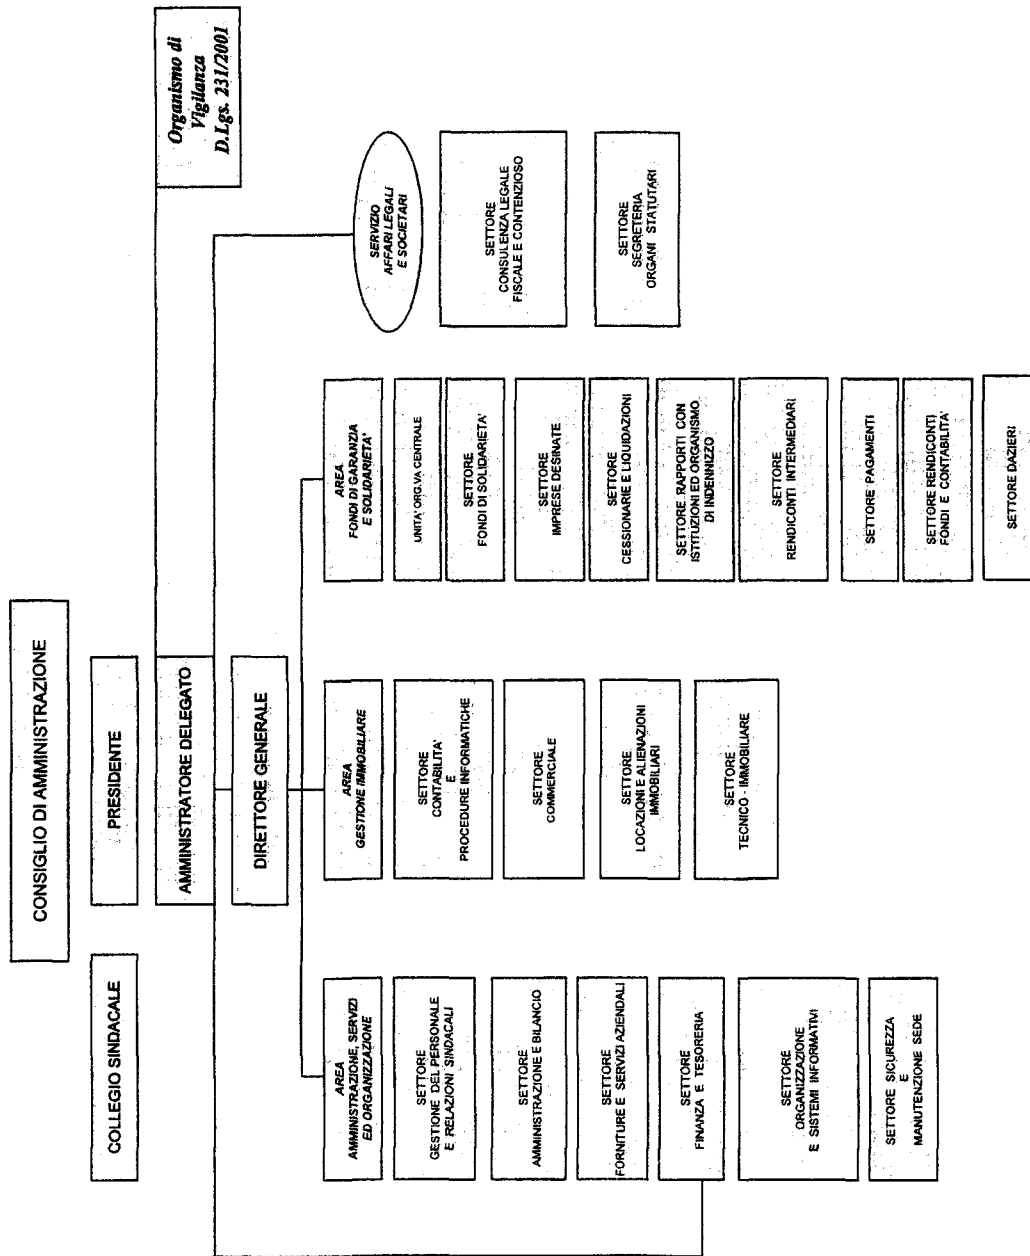 CONSIGLIO DI AMMINISTRAZIONE
COLLEGIO SINDACALE
PRESIDENTE
AMMINISTRATORE DELEGATO
Organismo di
Vigilanza
D.Lgs. 231/2001
DIRETTORE GENERALE
AREA
AMMINISTRAZIONE, SERVIZI
ED ORGANIZZAZIONE
SETTORE
GESTIONE DEL PERSONALE
E RELAZIONI SINDACALI
SETTORE
AMMINISTRAZIONE E BILANCIO
SETTORE
FORNITURE E SERVIZI AZIENDALI
SETTORE
FINANZA E TESORERIA
SETTORE
ORGANIZZAZIONE
E SISTEMI INFORMATIVI
SETTORE SICUREZZA
E
MANUTENZIONE SEDE
AREA
GESTIONE IMMOBILIARE
SETTORE
CONTABILITA'
E
PROCEDURE INFORMATICHE
SETTORE
COMMERCIALE
SETTORE
LOCAZIONI E ALIENAZIONI
IMMOBILIARI
SETTORE
TECNICO - IMMOBILIARE
AREA
FONDI DI GARANZIA
E SOLIDARIETA'
UNITA' ORG.VA CENTRALE
SETTORE
FONDI DI SOLIDARIETA'
SETTORE
IMPRESE DESINATE
SETTORE
CESSIONARIE E LIQUIDAZIONI
SETTORE RAPPORTI CON
ISTITUZIONI ED ORGANISMO
DI INDENNIZZO
SETTORE
RENDICONTI INTERMEDIARI
SETTORE PAGAMENTI
SETTORE RENDICONTI
FONDI E CONTABILITA'
SETTORE DAZIERI
SERVIZIO
AFFARI LEGALI
E SOCIETARI
SETTORE
CONSULENZA LEGALE
FISCALE E CONTENZIOSO
SETTORE
SEGRETERIA
ORGANI STATUTARI